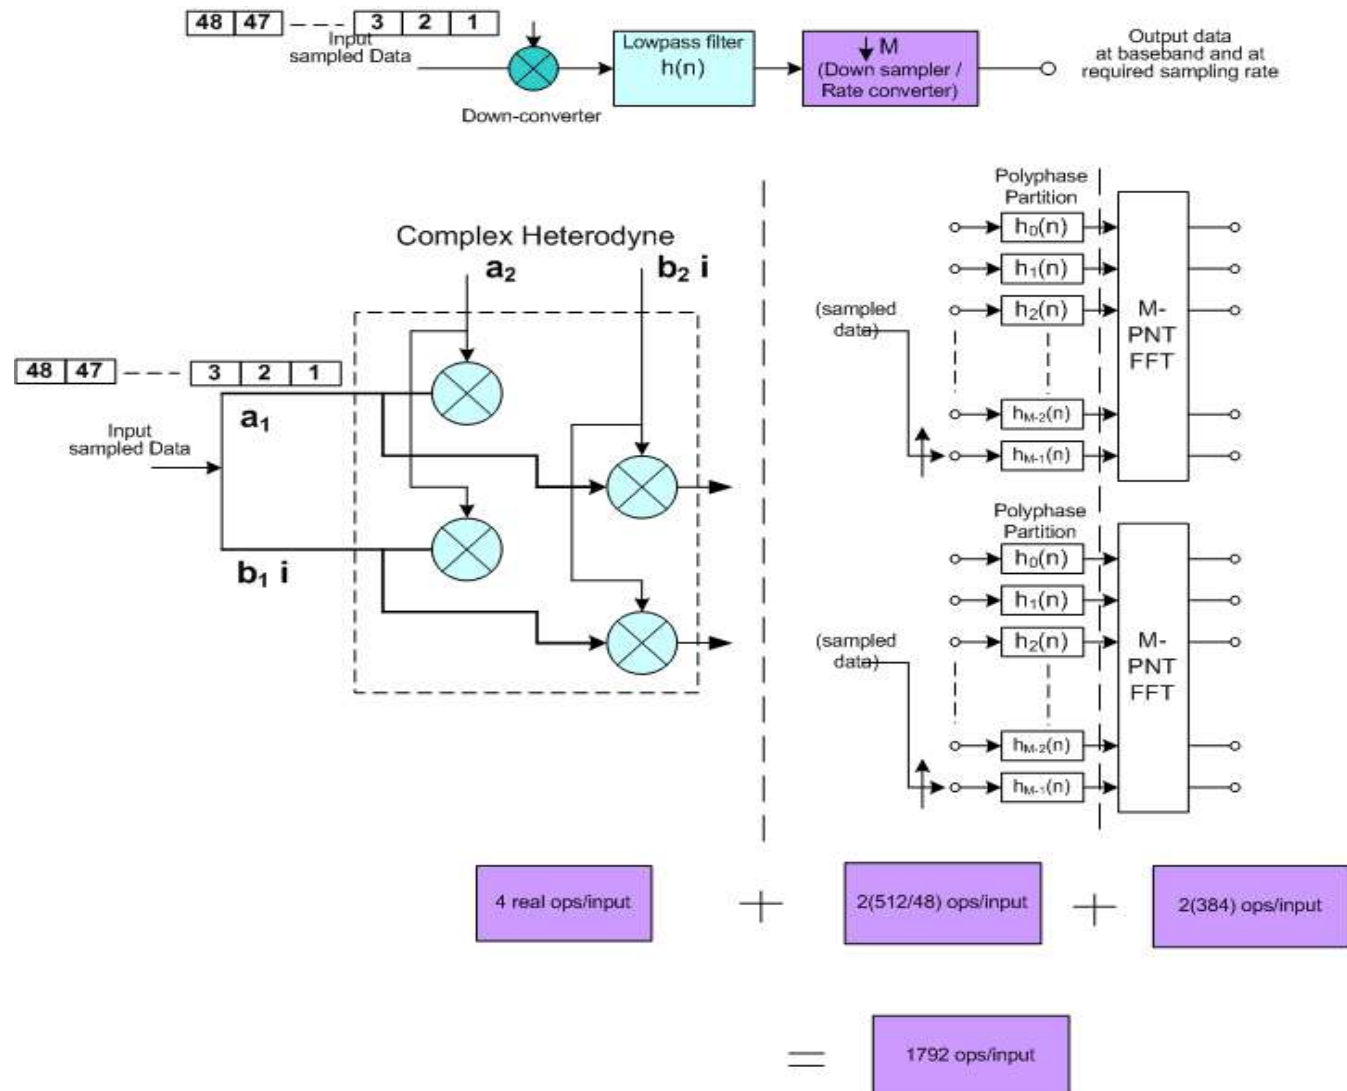 48 47 3 2 1
Input
sampled Data
Down-converter
Lowpass filter
h(n)
M
(Down sampler /
Rate converter)
Output data
at baseband and at
required sampling rate
Complex Heterodyne
a₂
b₂ i
48 47 3 2 1
a₁
Input
sampled Data
b₁ i
Polyphase
Partition
h₀(n)
h₁(n)
h₂(n)
(sampled
data)
hM-2(n)
hM-1(n)
M-
PNT
FFT
Polyphase
Partition
h₀(n)
h₁(n)
h₂(n)
(sampled
data)
hM-2(n)
hM-1(n)
M-
PNT
FFT
4 real ops/input
+
2(512/48) ops/input
+
2(384) ops/input
=
1792 ops/input